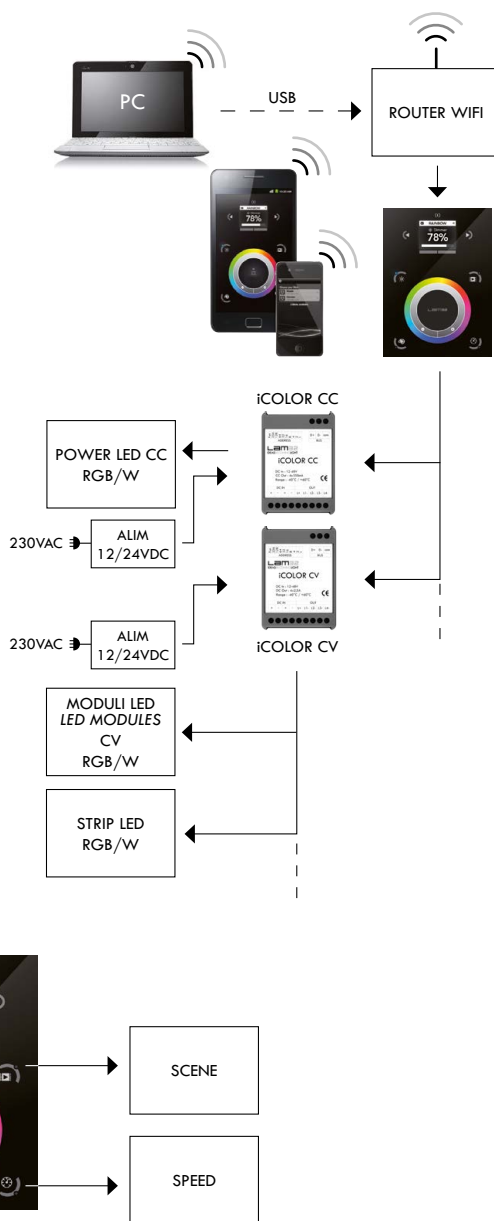 PC
USB
ROUTER WIFI
78%
RAINBOW
78%
iCOLOR CC
POWER LED CC
RGB/W
iCOLOR CC
230VAC
ALIM
12/24VDC
iCOLOR CV
230VAC
ALIM
12/24VDC
iCOLOR CV
MODULI LED
LED MODULES
CV
RGB/W
STRIP LED
RGB/W
SCENE
SPEED